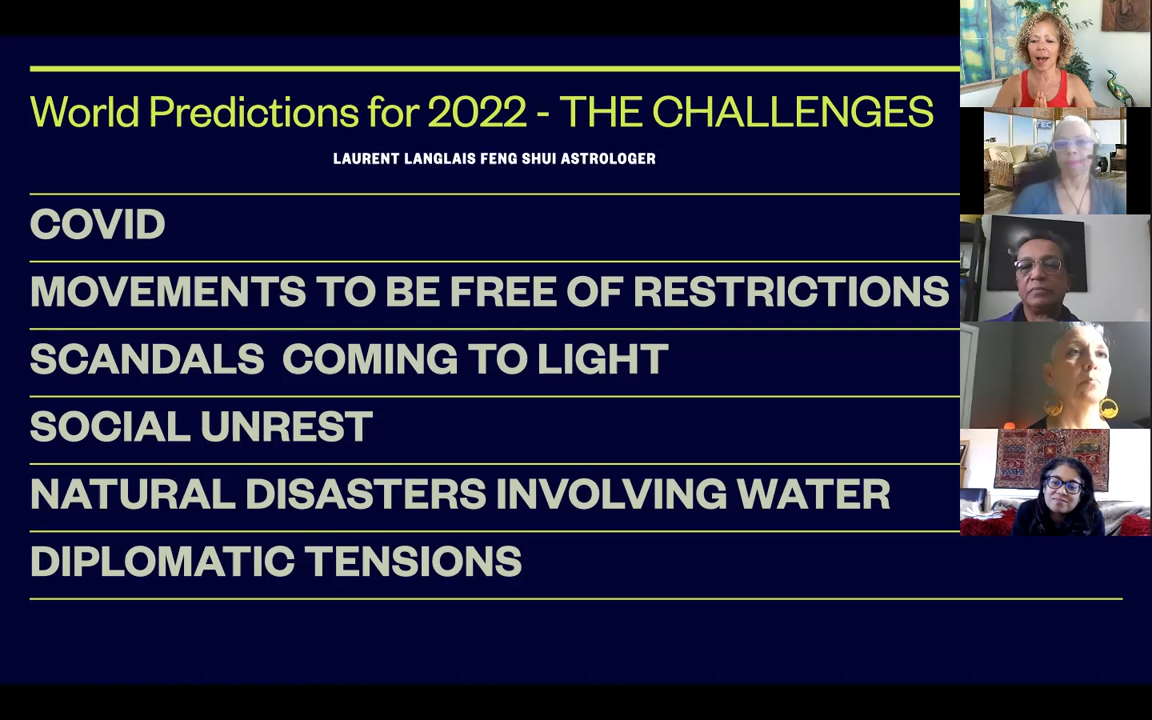 World Predictions for 2022 - THE CHALLENGES
LAURENT LANGLAIS FENG SHUI ASTROLOGER
COVID
MOVEMENTS TO BE FREE OF RESTRICTIONS
SCANDALS COMING TO LIGHT
SOCIAL UNREST
NATURAL DISASTERS INVOLVING WATER
DIPLOMATIC TENSIONS